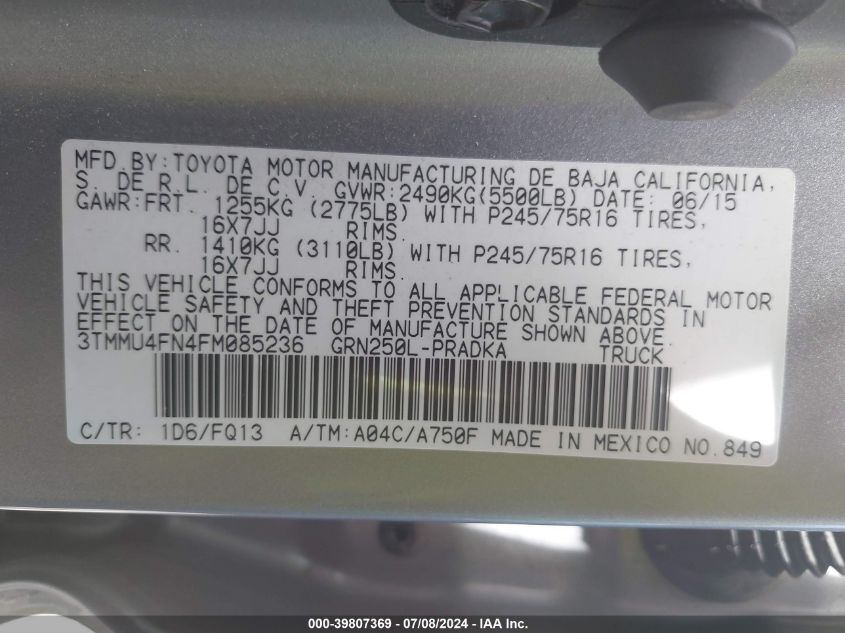 MFD.BY:TOYOTA MOTOR MANUFACTURING DE BAJA CALIFORNIA,
S. DE R.L. DE C.V. GVWR:2490KG(5500LB) DATE: 06/15
GAWR:FRT. 1255KG (2775LB) WITH P245/75R16 TIRES,
16X7JJ RIMS.
RR. 1410KG (3110LB) WITH P245/75R16 TIRES,
16X7JJ RIMS.
THIS VEHICLE CONFORMS TO ALL APPLICABLE FEDERAL MOTOR
VEHICLE SAFETY AND THEFT PREVENTION STANDARDS IN
EFFECT ON THE DATE OF MANUFACTURE SHOWN ABOVE.
3TMMU4FN4FM085236 GRN250L-PRADKA TRUCK
C/TR: 1D6/FQ13 A/TM:A04C/A750F MADE IN MEXICO NO.849
000-39807369 - 07/08/2024 - IAA Inc.